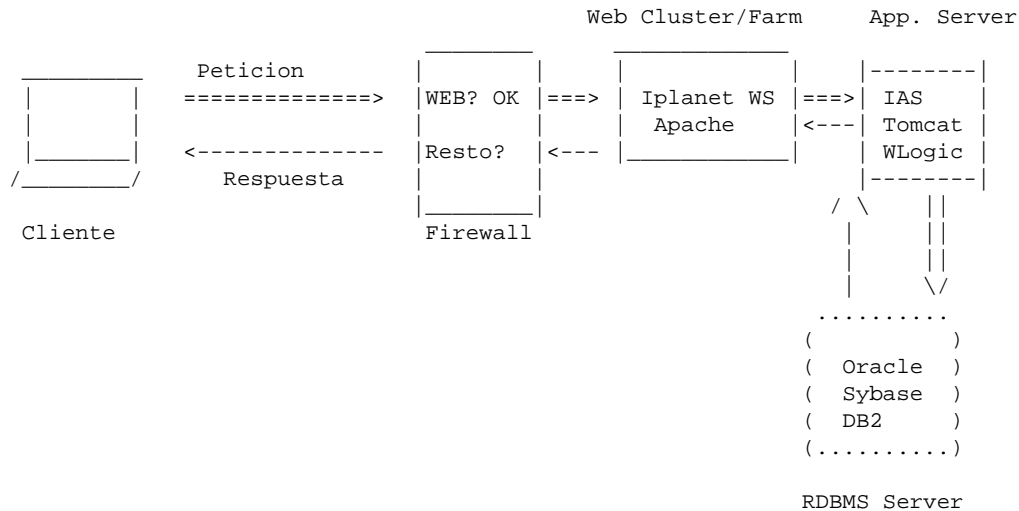 Web Cluster/Farm
App. Server
Peticion
WEB? OK
Iplanet WS
IAS
Apache
Tomcat
Resto?
WLogic
Respuesta
Cliente
Firewall
Oracle
Sybase
DB2
RDBMS Server